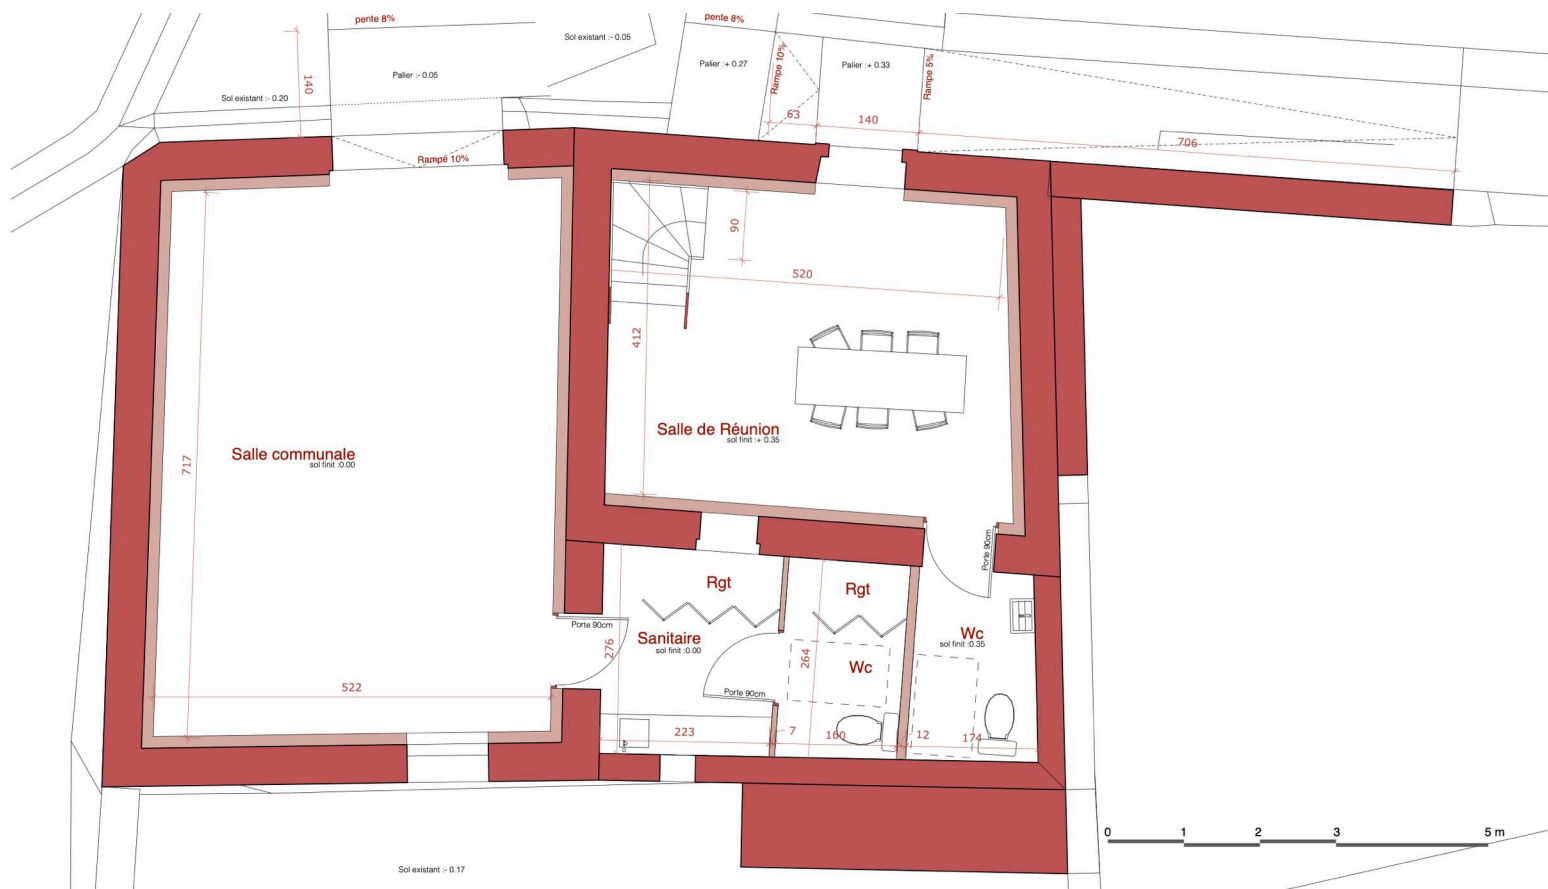 pente 8%
pente 8%
Sol existant :- 0.05
Palier :- 0.05
Palier :+ 0.27
Rampe 10%
Palier :+ 0.33
Rampe 5%
140
Sol existant :- 0.20
63
140
706
Rampe 10%
90
520
412
717
Salle communale
sol finit :0.00
Salle de Réunion
sol finit :+ 0.35
Porte 90cm
Rgt
Rgt
Porte 90cm
Sanitaire
sol finit :0.00
276
264
Wc
Wc
sol finit :0.35
Porte 90cm
522
223
7
160
12
174
0 1 2 3 5 m
Sol existant :- 0.17